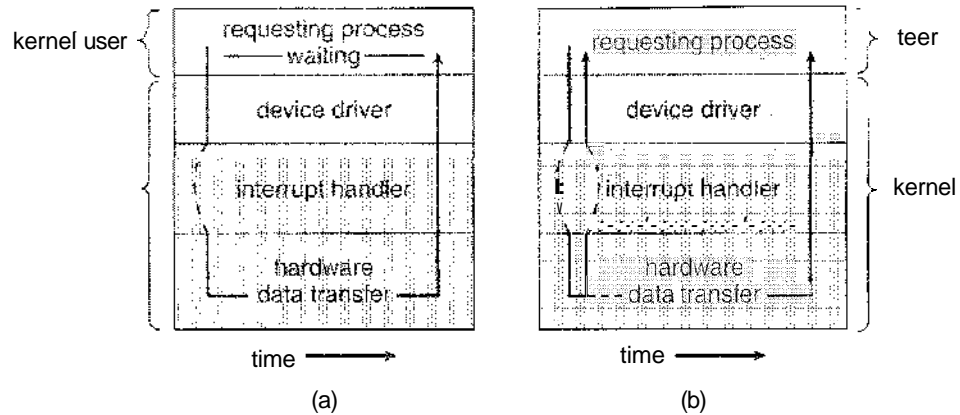 kernel user
requesting process
waiting
device driver
interrupt handler
hardware
data transfer
time
(a)
requesting process
device driver
interrupt handler
hardware
data transfer
teer
kernel
time
(b)